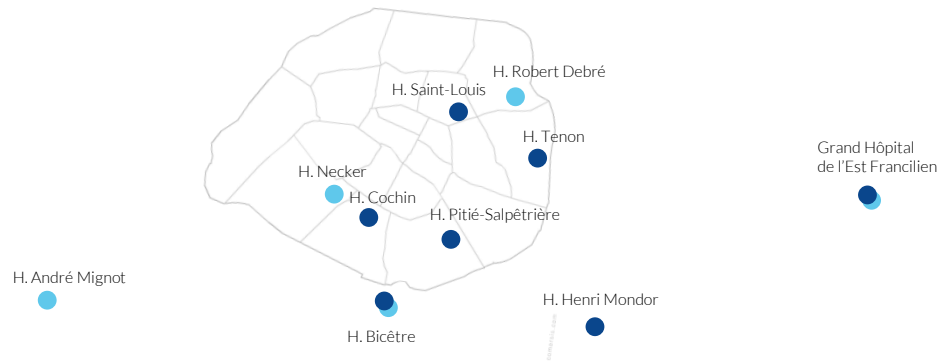 H. Robert Debré
H. Saint-Louis
H. Tenon
Grand Hôpital
de l'Est Francilien
H. Necker
H. Cochin
H. Pitié-Salpêtrière
H. André Mignot
H. Henri Mondor
H. Bicêtre